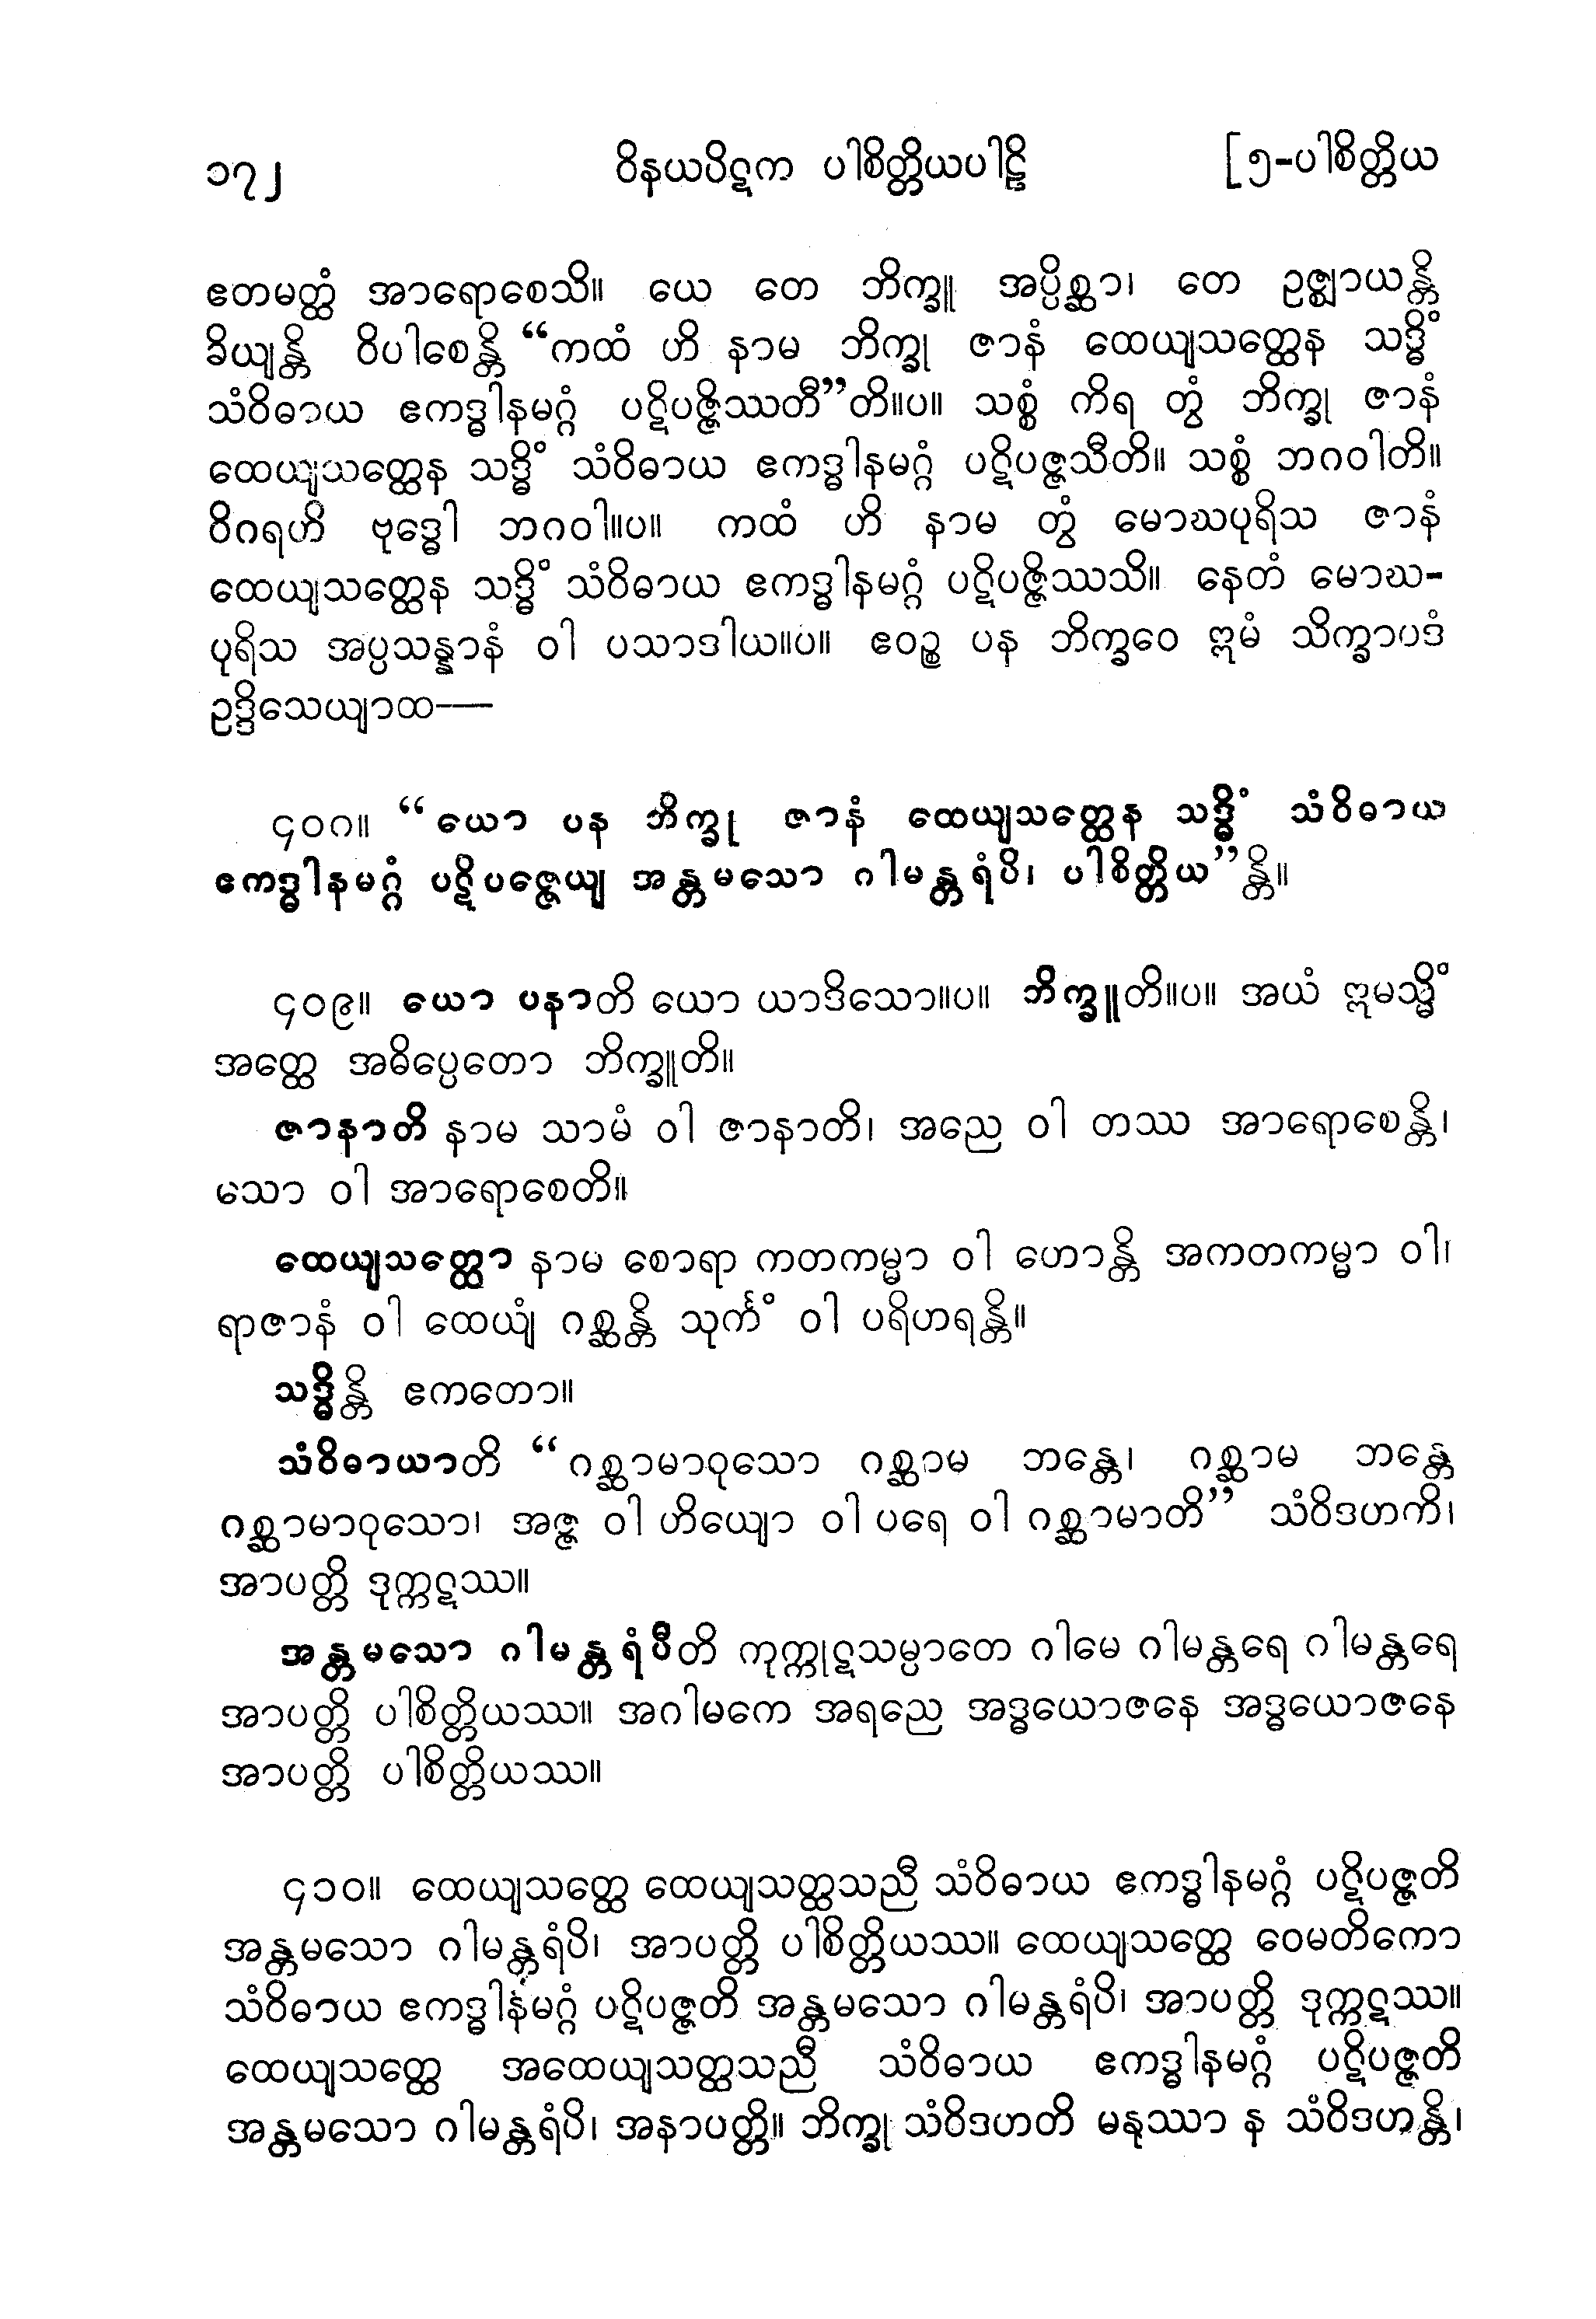 ၁၇၂ ဝိနယပိဋက ပါစိတ္တိယပါဠိ [၅-ပါစိတ္တိယ
ဧတမတ္ထံ အာရောစေသိ။ ယေ တေ ဘိက္ခူ အပ္ပိစ္ဆာ၊ တေ ဥဇ္ဈာယန္တိ
ခိယျန္တိ ဝိပါစေန္တိ “ကထံ ဟိ နာမ ဘိက္ခု ဇာနံ ထေယျသတ္ထေန သဒ္ဓိံ
သံဝိဓာယ ဧကဒ္ဓါနမဂ္ဂံ ပဋိပဇ္ဇိဿတီ”တိ။ပ။ သစ္စံ ကိရ တွံ ဘိက္ခု ဇာနံ
ထေယျသတ္ထေန သဒ္ဓိံ သံဝိဓာယ ဧကဒ္ဓါနမဂ္ဂံ ပဋိပဇ္ဇသီတိ။ သစ္စံ ဘဂဝါတိ။
ဝိဂရဟိ ဗုဒ္ဓေါ ဘဂဝါ။ပ။ ကထံ ဟိ နာမ တွံ မောဃပုရိသ ဇာနံ
ထေယျသတ္ထေန သဒ္ဓိံ သံဝိဓာယ ဧကဒ္ဓါနမဂ္ဂံ ပဋိပဇ္ဇိဿသိ။ နေတံ မောဃ-
ပုရိသ အပ္ပသန္နာနံ ဝါ ပသာဒါယ။ပ။ ဧဝဉ္စ ပန ဘိက္ခဝေ ဣမံ သိက္ခာပဒံ
ဥဒ္ဒိသေယျာထ—
၄၀ဂ။ “ယော ပန ဘိက္ခု ဇာနံ ထေယျသတ္ထေန သဒ္ဓိံ သံဝိဓာယ
ဧကဒ္ဓါနမဂ္ဂံ ပဋိပဇ္ဇေယျ အန္တမသော ဂါမန္တရံပိ၊ ပါစိတ္တိယ”န္တိ။
၄၀၉။ ယော ပနာတိ ယော ယာဒိသော။ပ။ ဘိက္ခူတိ။ပ။ အယံ ဣမသ္မိံ
အတ္ထေ အဓိပ္ပေတော ဘိက္ခူတိ။
ဇာနာတိ နာမ သာမံ ဝါ ဇာနာတိ၊ အညေ ဝါ တဿ အာရောစေန္တိ၊
သော ဝါ အာရောစေတိ။
ထေယျသတ္ထော နာမ စောရာ ကတကမ္မာ ဝါ ဟောန္တိ အကတကမ္မာ ဝါ၊
ရာဇာနံ ဝါ ထေယျံ ဂစ္ဆန္တိ သုင်္ကံ ဝါ ပရိဟရန္တိ။
သဒ္ဓိန္တိ ဧကတော။
သံဝိဓာယာတိ “ဂစ္ဆာမာဝုသော ဂစ္ဆာမ ဘန္တေ၊ ဂစ္ဆာမ ဘန္တေ
ဂစ္ဆာမာဝုသော၊ အဇ္ဇ ဝါ ဟိယျော ဝါ ပရေ ဝါ ဂစ္ဆာမာတိ” သံဝိဒဟကိ၊
အာပတ္တိ ဒုက္ကဋဿ။
အန္တမသော ဂါမန္တရံပီတိ ကုက္ကုဋသမ္ပာတေ ဂါမေ ဂါမန္တရေ ဂါမန္တရေ
အာပတ္တိ ပါစိတ္တိယဿ။ အဂါမကေ အရညေ အဒ္ဓယောဇနေ အဒ္ဓယောဇနေ
အာပတ္တိ ပါစိတ္တိယဿ။
၄၁၀။ ထေယျသတ္ထေ ထေယျသတ္ထသညီ သံဝိဓာယ ဧကဒ္ဓါနမဂ္ဂံ ပဋိပဇ္ဇတိ
အန္တမသော ဂါမန္တရံပိ၊ အာပတ္တိ ပါစိတ္တိယဿ။ ထေယျသတ္ထေ ဝေမတိကော
သံဝိဓာယ ဧကဒ္ဓါနမဂ္ဂံ ပဋိပဇ္ဇတိ အန္တမသော ဂါမန္တရံပိ၊ အာပတ္တိ ဒုက္ကဋဿ။
ထေယျသတ္ထေ အထေယျသတ္ထသညီ သံဝိဓာယ ဧကဒ္ဓါနမဂ္ဂံ ပဋိပဇ္ဇတိ
အန္တမသော ဂါမန္တရံပိ၊ အနာပတ္တိ။ ဘိက္ခု သံဝိဒဟတိ မနုဿာ န သံဝိဒဟန္တိ၊